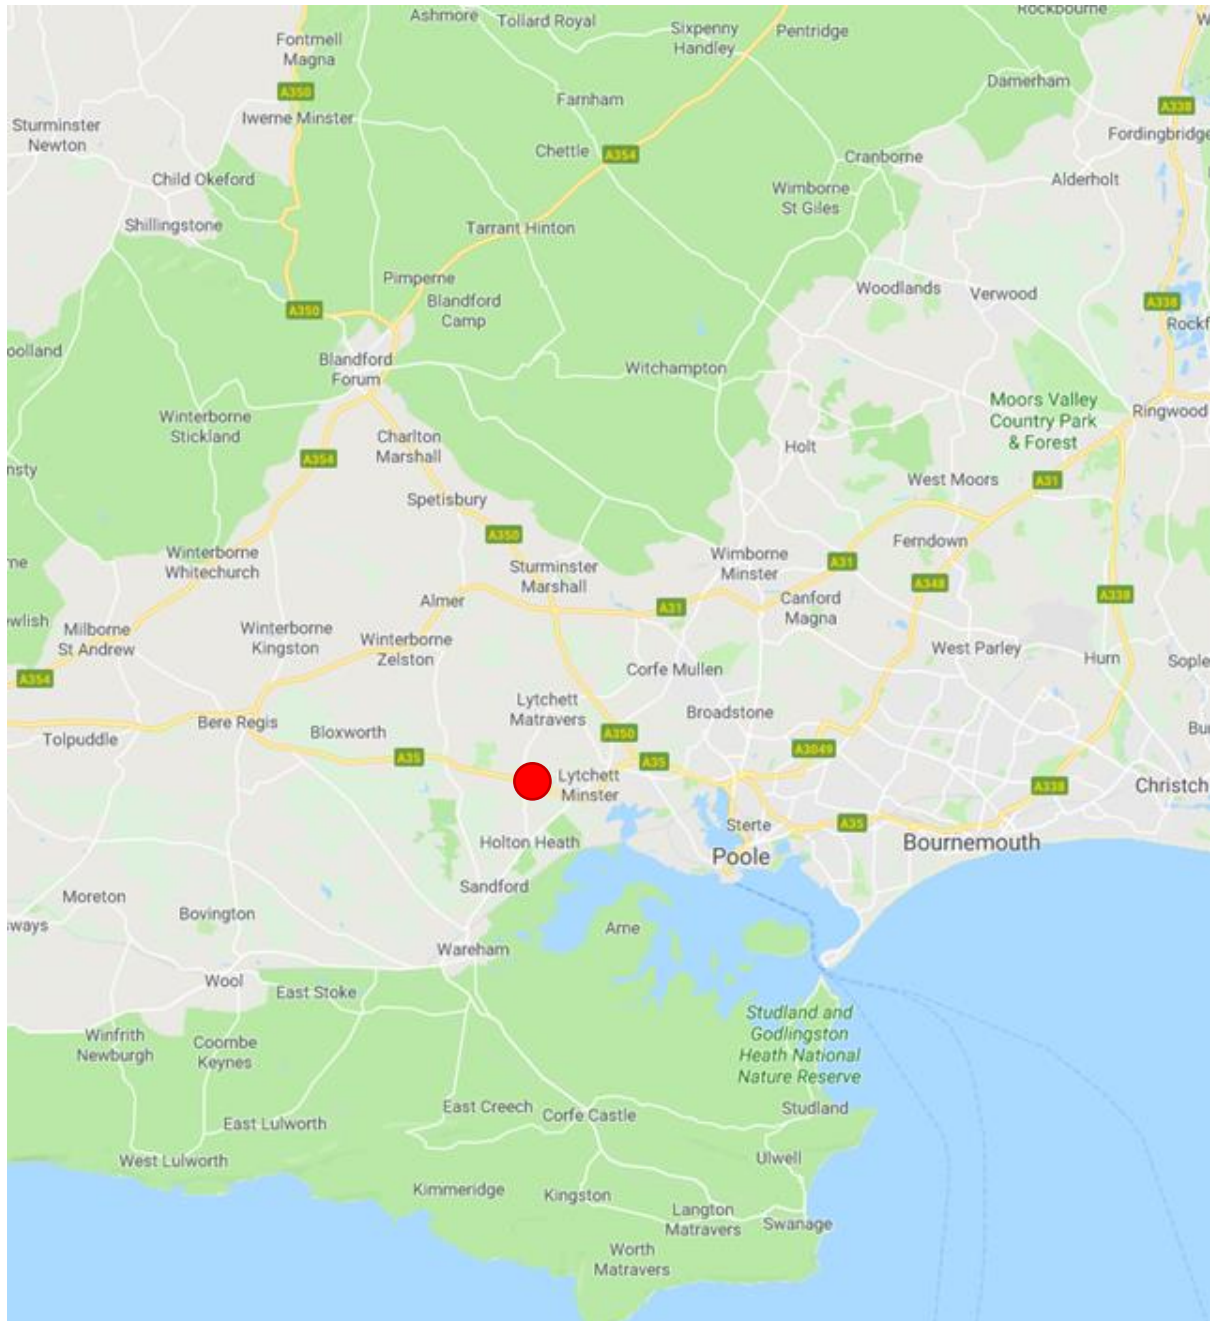 Ashmore
Tollard Royal
Sixpenny
Handley
Pentridge
Rockbourne
Fontmell
Magna
Damerham
A350
Farnham
A338
Iwerne Minster
Sturminster
Newton
Fordingbridge
Chettle
A354
Cranborne
Child Okeford
Alderholt
Wimborne
St Giles
Shillingstone
Tarrant Hinton
Pimperne
Woodlands
Verwood
Blandford
Camp
A350
A338
Rockf
oolland
Blandford
Forum
Witchampton
Moors Valley
Country Park
& Forest
Ringwood
Winterborne
Stickland
Charlton
Marshall
Holt
A354
nsty
West Moors
A31
Spetisbury
A350
Ferndown
Winterborne
Whitechurch
Wimborne
Minster
A31
Sturminster
Marshall
me
A348
A338
Almer
A31
Canford
Magna
ewlish
Milborne
St Andrew
Winterborne
Kingston
Winterborne
Zelston
West Parley
Hurn
Sople
Corfe Mullen
A354
Lytchett
Matravers
Broadstone
Bere Regis
Tolpuddle
Bloxworth
A350
Bu
A35
A35
A3049
Lytchett
Minster
A338
Christch
Sterte
A35
Holton Heath
Poole
Bournemouth
Moreton
Sandford
Bovington
sways
Arne
Wareham
Wool
East Stoke
Studland and
Godlingston
Heath National
Nature Reserve
Winfrith
Newburgh
Coombe
Keynes
East Creech
Corfe Castle
Studland
East Lulworth
West Lulworth
Ulwell
Kimmeridge
Kingston
Langton
Matravers
Swanage
Worth
Matravers